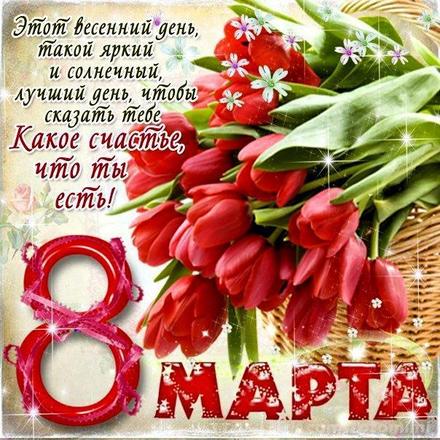 Этот весенний день,
такой яркий
и солнечный,
лучший день, чтобы
сказать тебе
Какое счастье,
что ты
есть!
8
МАРТА